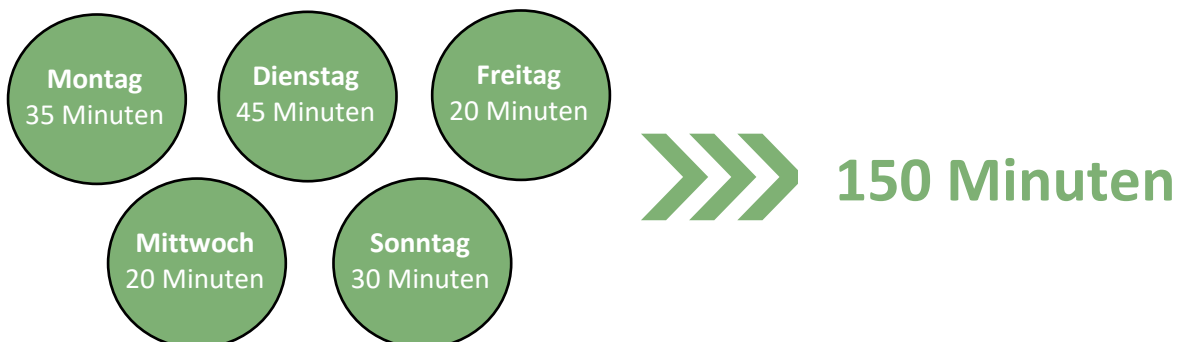 Montag
35 Minuten
Dienstag
45 Minuten
Freitag
20 Minuten
Mittwoch
20 Minuten
Sonntag
30 Minuten
150 Minuten